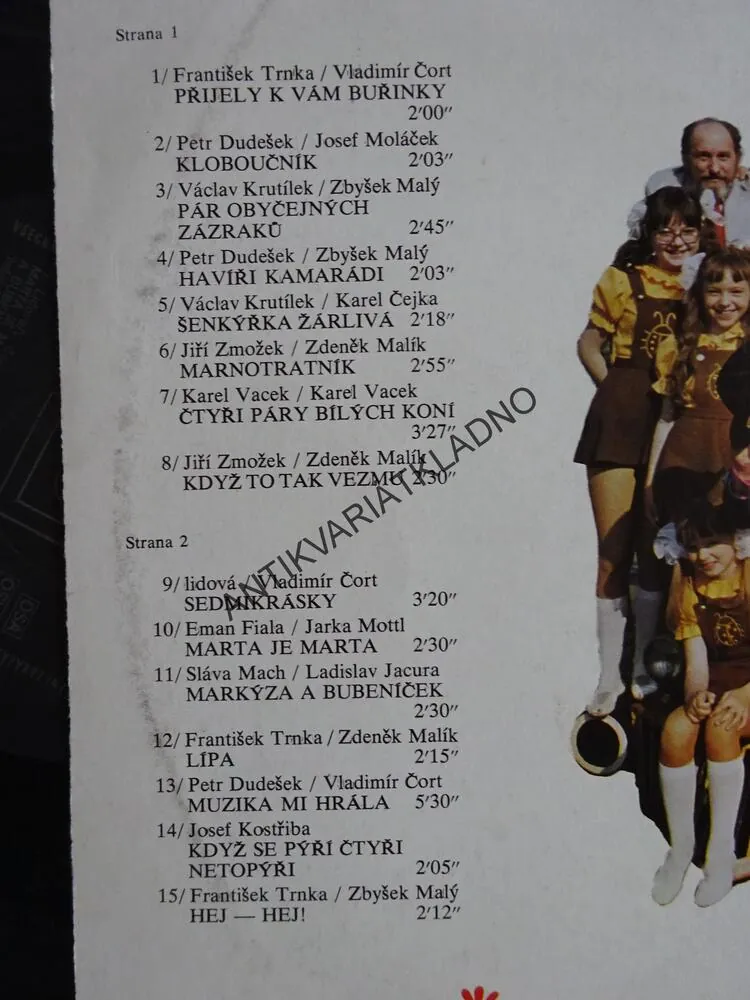 Strana 1
1/ František Trnka / Vladimír Čort
PŘIJELY K VÁM BUŘINKY
2′00″
2/ Petr Dudešek / Josef Moláček
KLOBOUČNÍK 2′03″
3/ Václav Krutílek / Zbyšek Malý
PÁR OBYČEJNÝCH
ZÁZRAKŮ 2′45″
4/ Petr Dudešek / Zbyšek Malý
HAVÍŘI KAMARÁDI 2′03″
5/ Václav Krutílek / Karel Čejka
ŠENKÝŘKA ŽÁRLIVÁ 2′18″
6/ Jiří Zmožek / Zdeněk Malík
MARNOTRATNÍK 2′55″
7/ Karel Vacek / Karel Vacek
ČTYŘI PÁRY BÍLÝCH KONÍ
3′27″
8/ Jiří Zmožek / Zdeněk Malík
KDYŽ TO TAK VEZMU 2′30″
ANTIKVARIÁTKLADNO
Strana 2
9/ lidová / Vladimír Čort
SEDMIKRÁSKY 3′20″
10/ Eman Fiala / Jarka Mottl
MARTA JE MARTA 2′30″
11/ Sláva Mach / Ladislav Jacura
MARKÝZA A BUBENÍČEK
2′30″
12/ František Trnka / Zdeněk Malík
LÍPA 2′15″
13/ Petr Dudešek / Vladimír Čort
MUZIKA MI HRÁLA 5′30″
14/ Josef Kostřiba
KDYŽ SE PÝŘÍ ČTYŘI
NETOPÝŘI 2′05″
15/ František Trnka / Zbyšek Malý
HEJ — HEJ! 2′12″